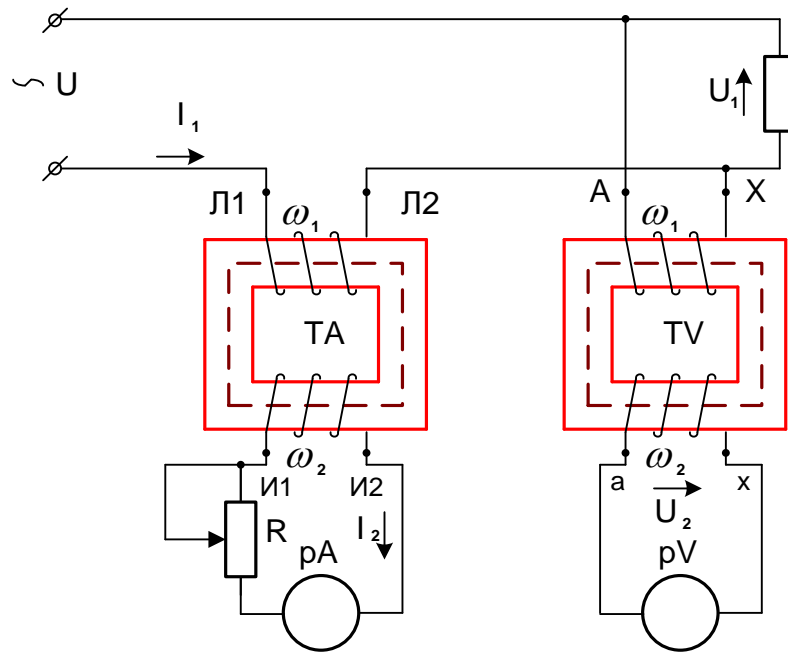 ~ U
I₁
U₁
Л1 Л2 A X
ω₁ ω₁
TA TV
ω₂ ω₂
И1 И2 a x
R I₂ U₂
pA pV